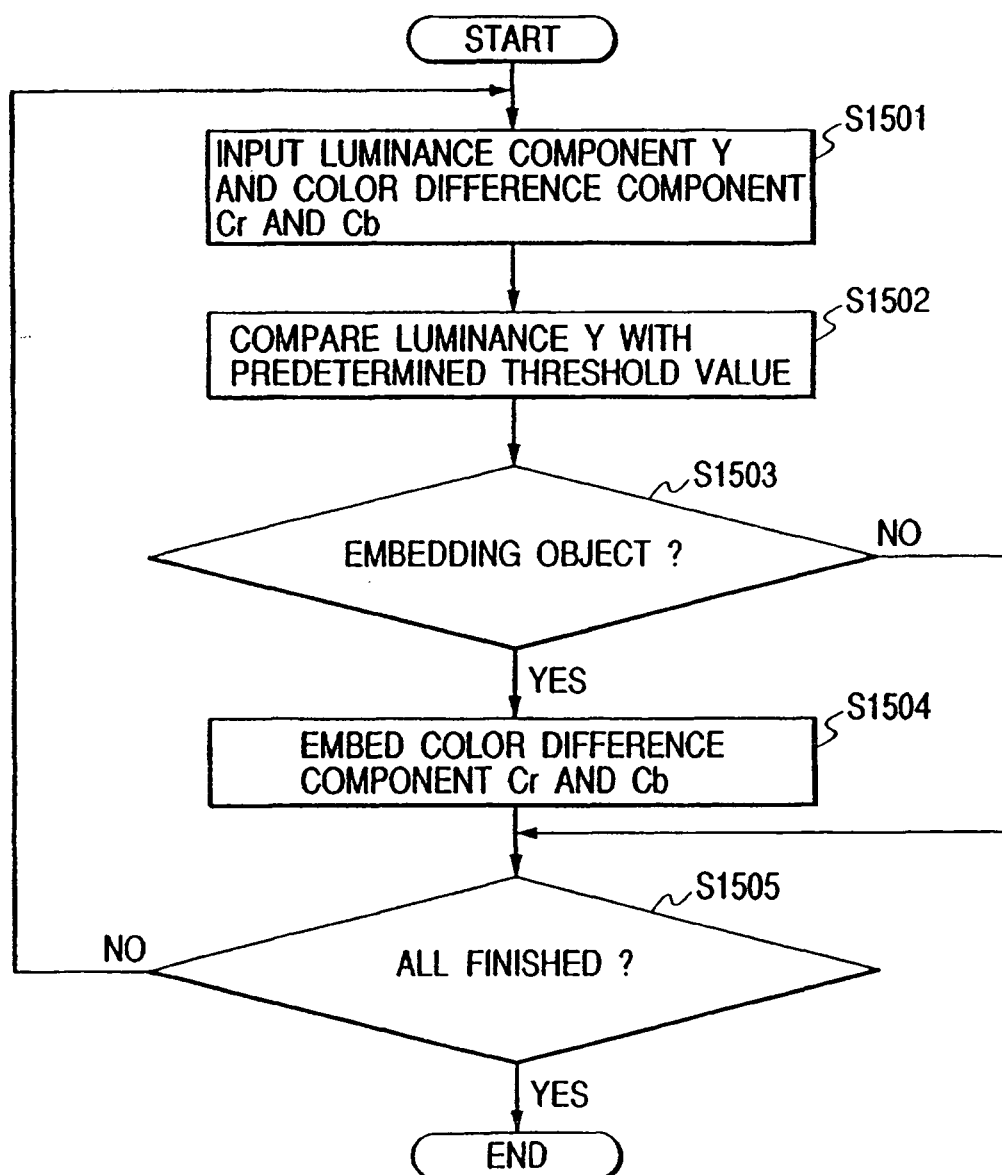 START
S1501
INPUT LUMINANCE COMPONENT Y
AND COLOR DIFFERENCE COMPONENT
Cr AND Cb
S1502
COMPARE LUMINANCE Y WITH
PREDETERMINED THRESHOLD VALUE
S1503
EMBEDDING OBJECT ?
NO
YES
S1504
EMBED COLOR DIFFERENCE
COMPONENT Cr AND Cb
S1505
NO
ALL FINISHED ?
YES
END